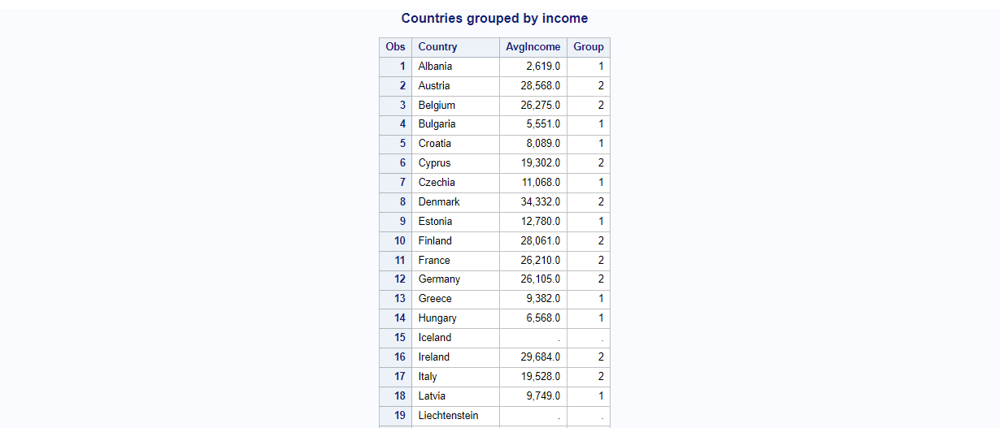 Countries grouped by income
Obs Country AvgIncome Group
1 Albania 2,619.0 1
2 Austria 28,568.0 2
3 Belgium 26,275.0 2
4 Bulgaria 5,551.0 1
5 Croatia 8,089.0 1
6 Cyprus 19,302.0 2
7 Czechia 11,068.0 1
8 Denmark 34,332.0 2
9 Estonia 12,780.0 1
10 Finland 28,061.0 2
11 France 26,210.0 2
12 Germany 26,105.0 2
13 Greece 9,382.0 1
14 Hungary 6,568.0 1
15 Iceland . .
16 Ireland 29,684.0 2
17 Italy 19,528.0 2
18 Latvia 9,749.0 1
19 Liechtenstein . .